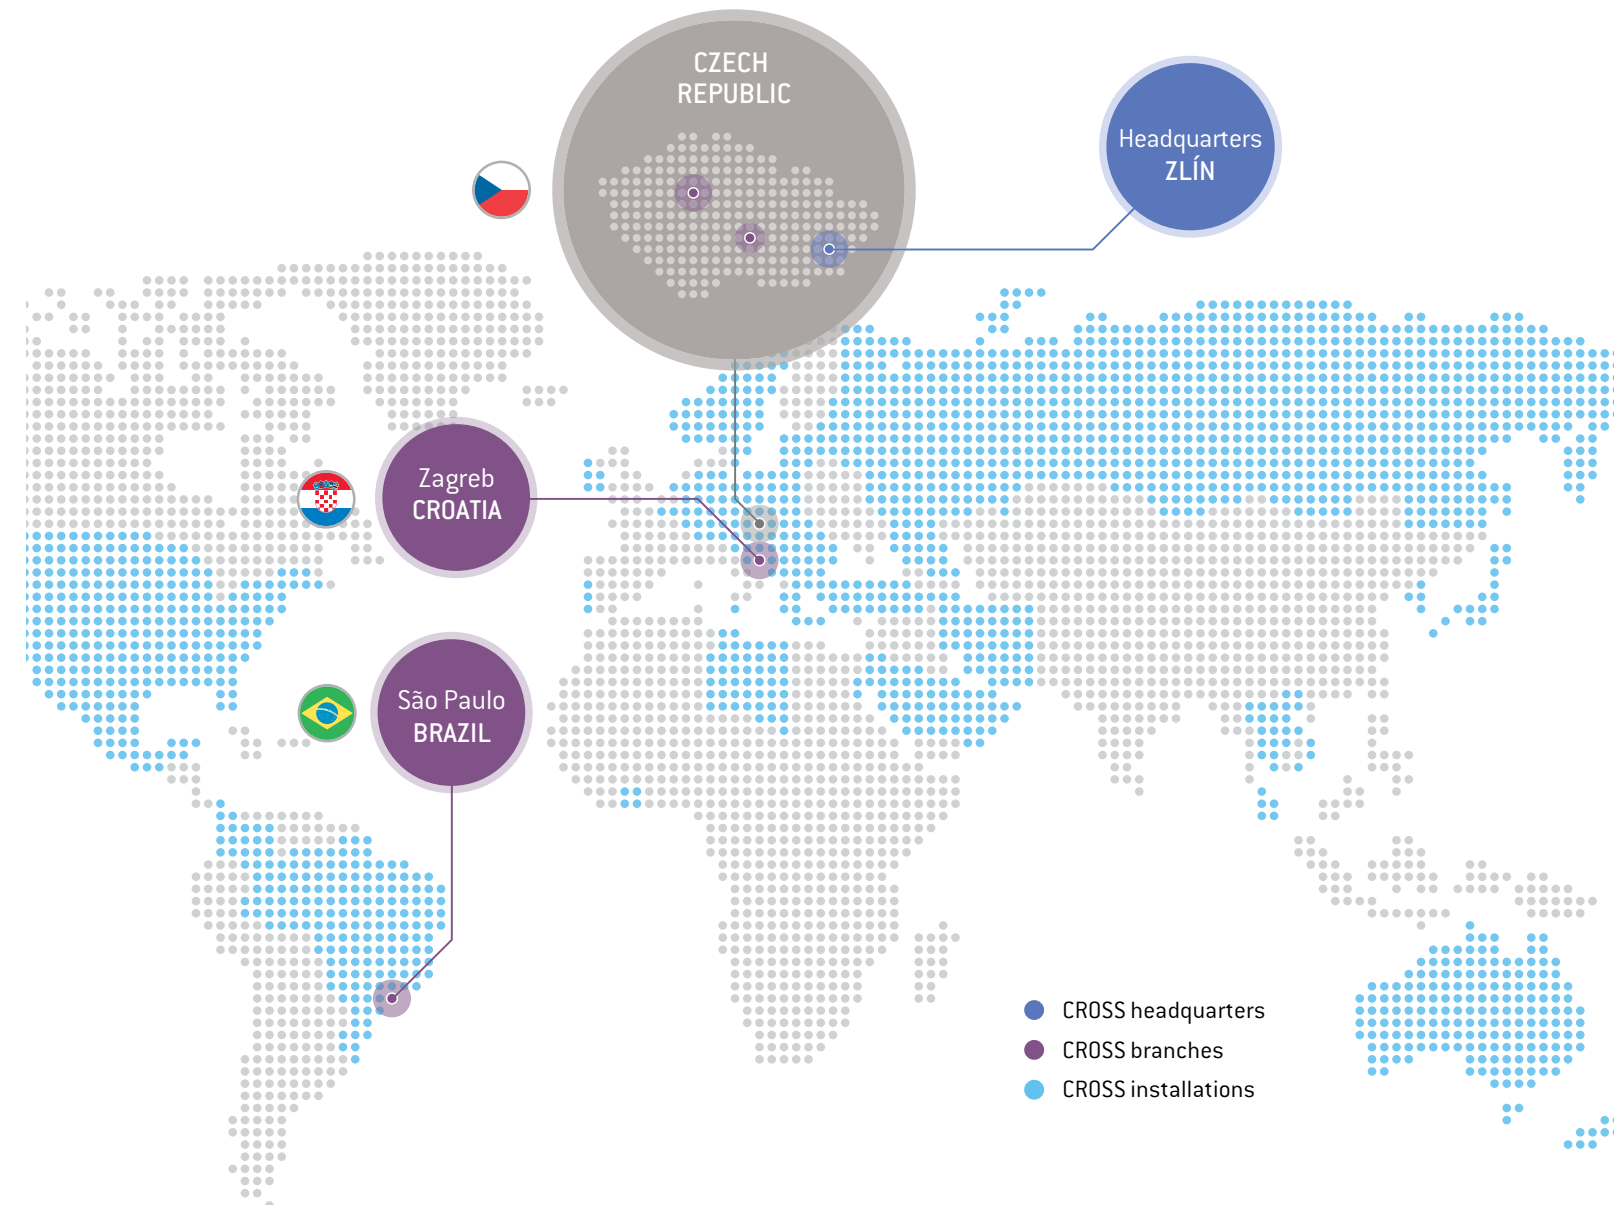 CZECH
REPUBLIC
Headquarters
ZLÍN
Zagreb
CROATIA
São Paulo
BRAZIL
CROSS headquarters
CROSS branches
CROSS installations